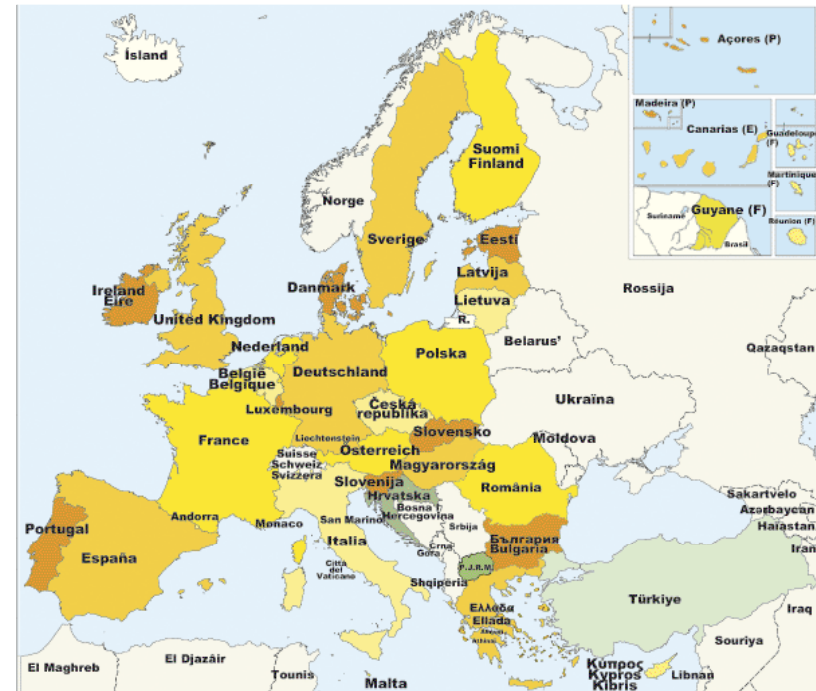 Ísland
Açores (P)
Madeira (P)
Canarias (E)
Guadeloupe
(F)
Martinique
(F)
Guyane (F)
Suriname
Brasil
Réunion (F)
Suomi
Finland
Norge
Sverige
Eesti
Latvija
Lietuva
R.
Rossija
Danmark
Ireland
Éire
United Kingdom
Nederland
België
Belgique
Deutschland
Polska
Belarus'
Qazaqstan
Luxembourg
Česká
republika
Ukraïna
Slovensko
Moldova
France
Liechtenstein
Österreich
Suisse
Schweiz
Svizzera
Magyarország
Slovenija
Hrvatska
România
Bosna I
Hercegovina
Srbija
Sakartvelo
Azərbaycan
Haïastan
Iran
Portugal
Andorra
Monaco
San Marino
España
Italia
Crna
Gora
България
Bulgaria
Città
del
Vaticano
Shqipëria
P.J.R.M.
Türkiye
Ελλάδα
Ellada
Iraq
El Maghreb
El Djazâir
Tounis
Malta
Κύπρος
Kypros
Kibris
Souriya
Libnan